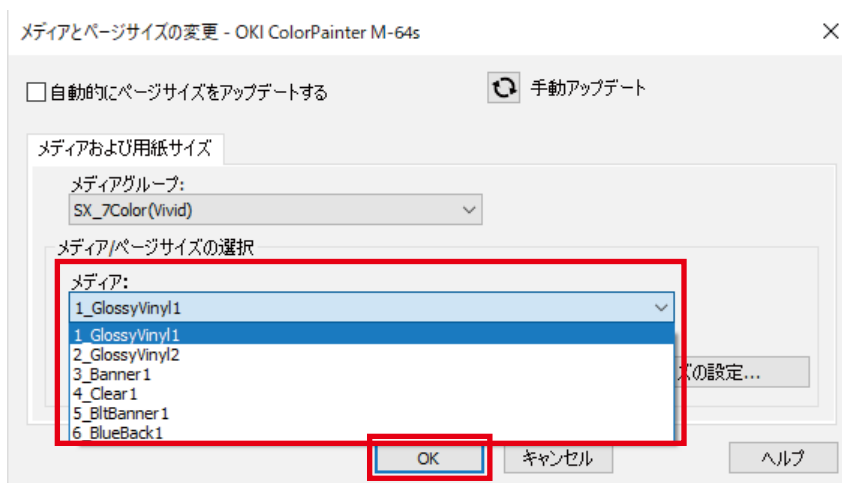 メディアとページサイズの変更 - OKI ColorPainter M-64s
自動的にページサイズをアップデートする
手動アップデート
メディアおよび用紙サイズ
メディアグループ:
SX_7Color(Vivid)
メディア/ページサイズの選択
メディア:
1_GlossyVinyl1
1_GlossyVinyl1
2_GlossyVinyl2
3_Banner1
4_Clear1
5_BltBanner1
6_BlueBack1
ズの設定...
OK
キャンセル
ヘルプ